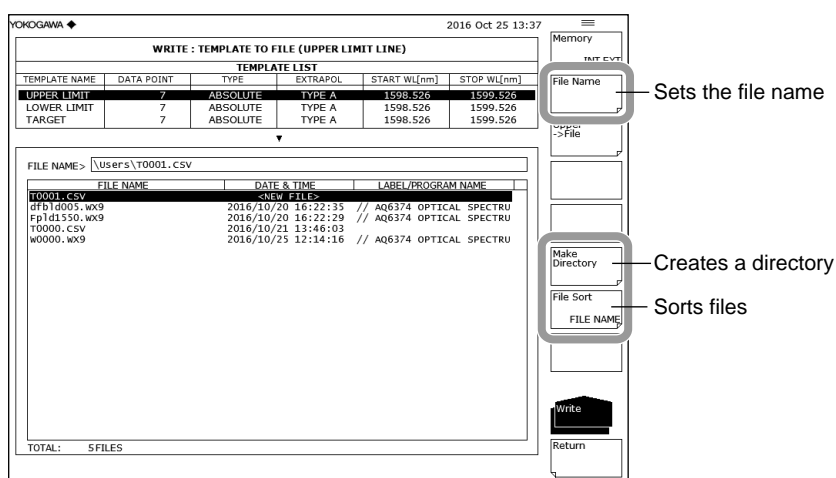 YOKOGAWA ◆ 2016 Oct 25 13:37
WRITE : TEMPLATE TO FILE (UPPER LIMIT LINE)
TEMPLATE LIST
TEMPLATE NAME DATA POINT TYPE EXTRAPOL START WL[nm] STOP WL[nm]
UPPER LIMIT 7 ABSOLUTE TYPE A 1598.526 1599.526
LOWER LIMIT 7 ABSOLUTE TYPE A 1598.526 1599.526
TARGET 7 ABSOLUTE TYPE A 1598.526 1599.526
▼
FILE NAME> \Users\T0001.CSV
FILE NAME DATE & TIME LABEL/PROGRAM NAME
T0001.CSV <NEW FILE>
dfbld005.WX9 2016/10/20 16:22:35 // AQ6374 OPTICAL SPECTRU
Fpld1550.WX9 2016/10/20 16:22:29 // AQ6374 OPTICAL SPECTRU
T0000.CSV 2016/10/21 13:46:03
W0000.WX9 2016/10/25 12:14:16 // AQ6374 OPTICAL SPECTRU
TOTAL: 5FILES
Memory
INT EXT
File Name
Sets the file name
Upper
->File
Make
Directory
Creates a directory
File Sort
FILE NAME
Sorts files
Write
Return